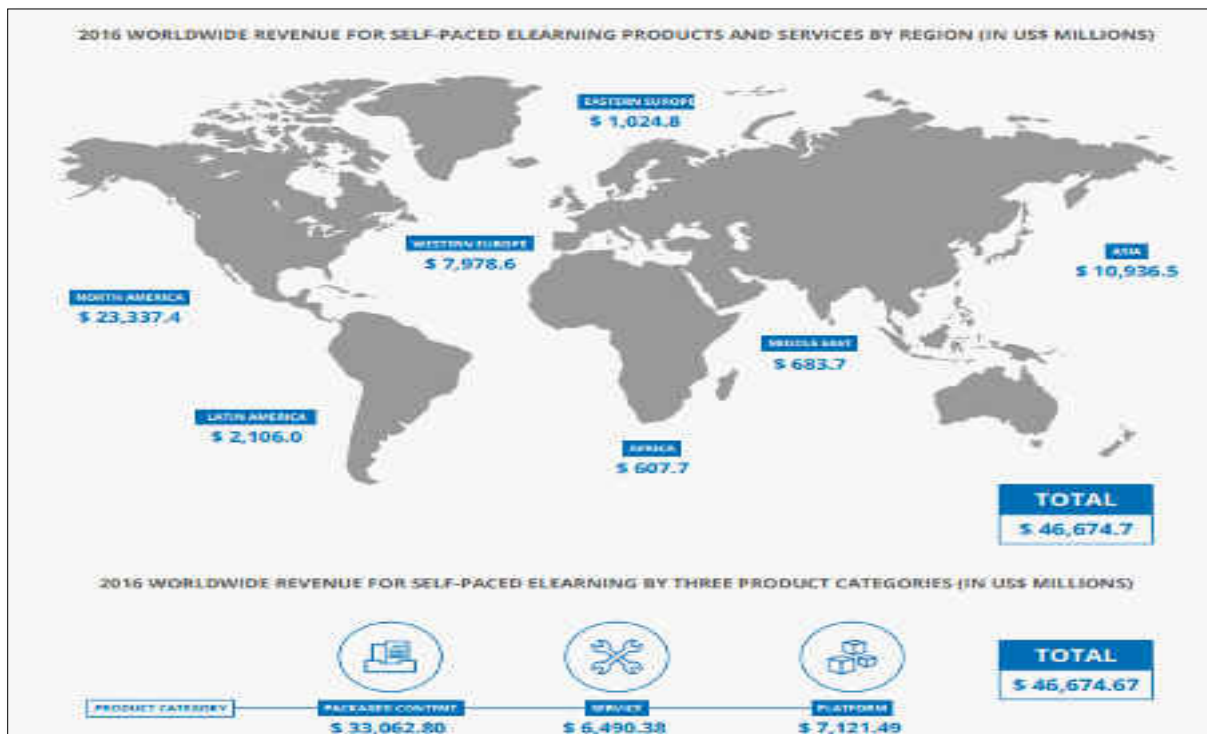 2016 WORLDWIDE REVENUE FOR SELF-PACED ELEARNING PRODUCTS AND SERVICES BY REGION (IN US$ MILLIONS)
EASTERN EUROPE
$ 1,024.8
WESTERN EUROPE
$ 7,978.6
ASIA
$ 10,936.5
NORTH AMERICA
$ 23,337.4
MIDDLE EAST
$ 683.7
LATIN AMERICA
$ 2,106.0
AFRICA
$ 607.7
TOTAL
$ 46,674.7
2016 WORLDWIDE REVENUE FOR SELF-PACED ELEARNING BY THREE PRODUCT CATEGORIES (IN US$ MILLIONS)
TOTAL
$ 46,674.67
PRODUCT CATEGORY PACKAGED CONTENT SERVICE PLATFORM
$ 33,062.80 $ 6,490.38 $ 7,121.49